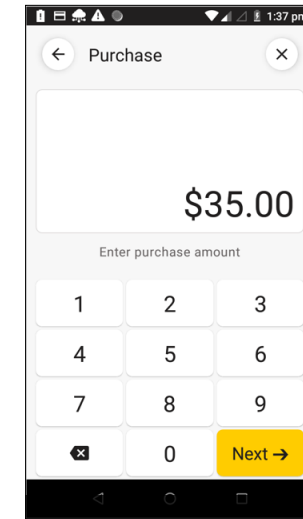 1:37 pm
Purchase
$35.00
Enter purchase amount
1 2 3
4 5 6
7 8 9
0 Next →